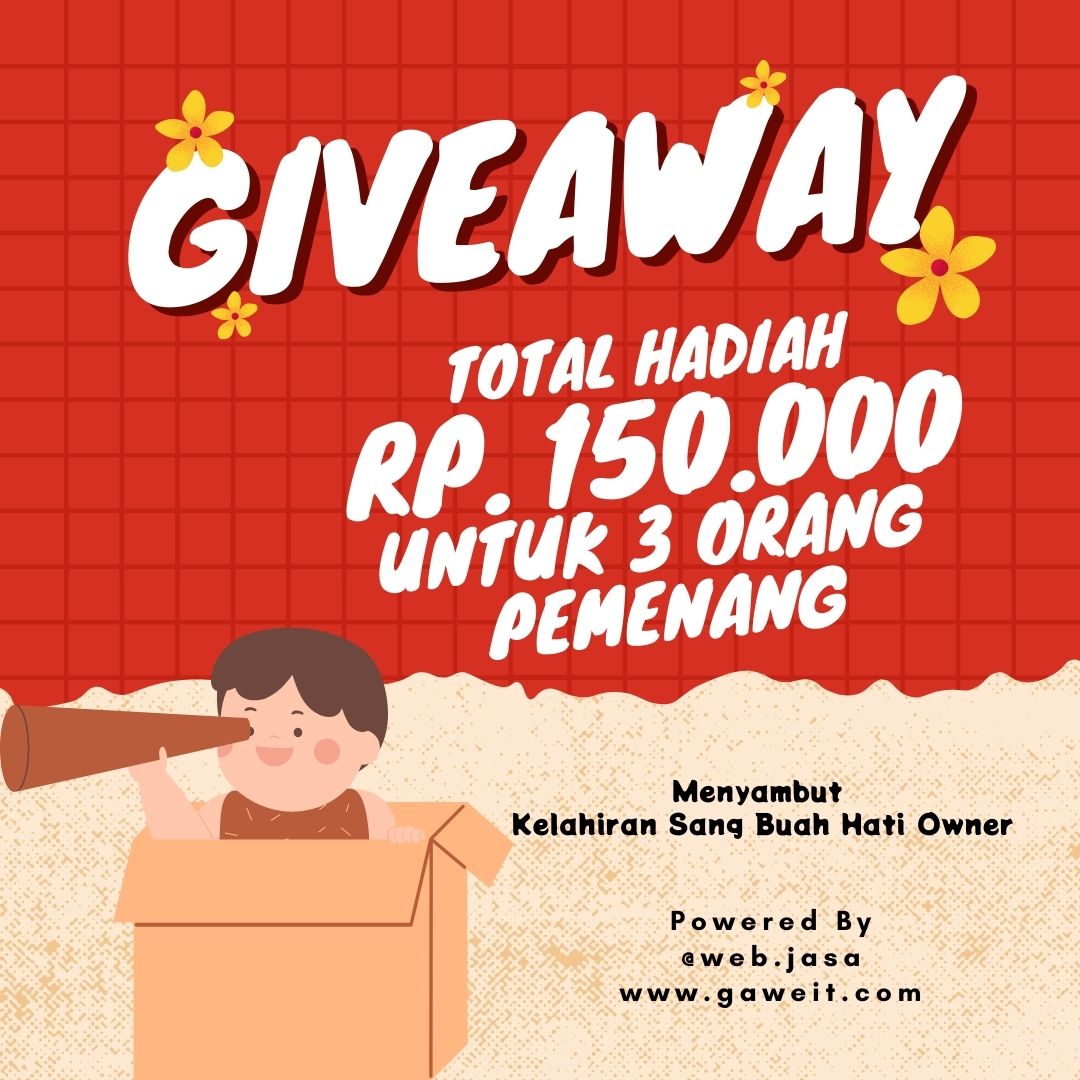 GIVEAWAY
TOTAL HADIAH
RP. 150.000
UNTUK 3 ORANG
PEMENANG
Menyambut
Kelahiran Sang Buah Hati Owner
Powered By
@web.jasa
www.gaweit.com